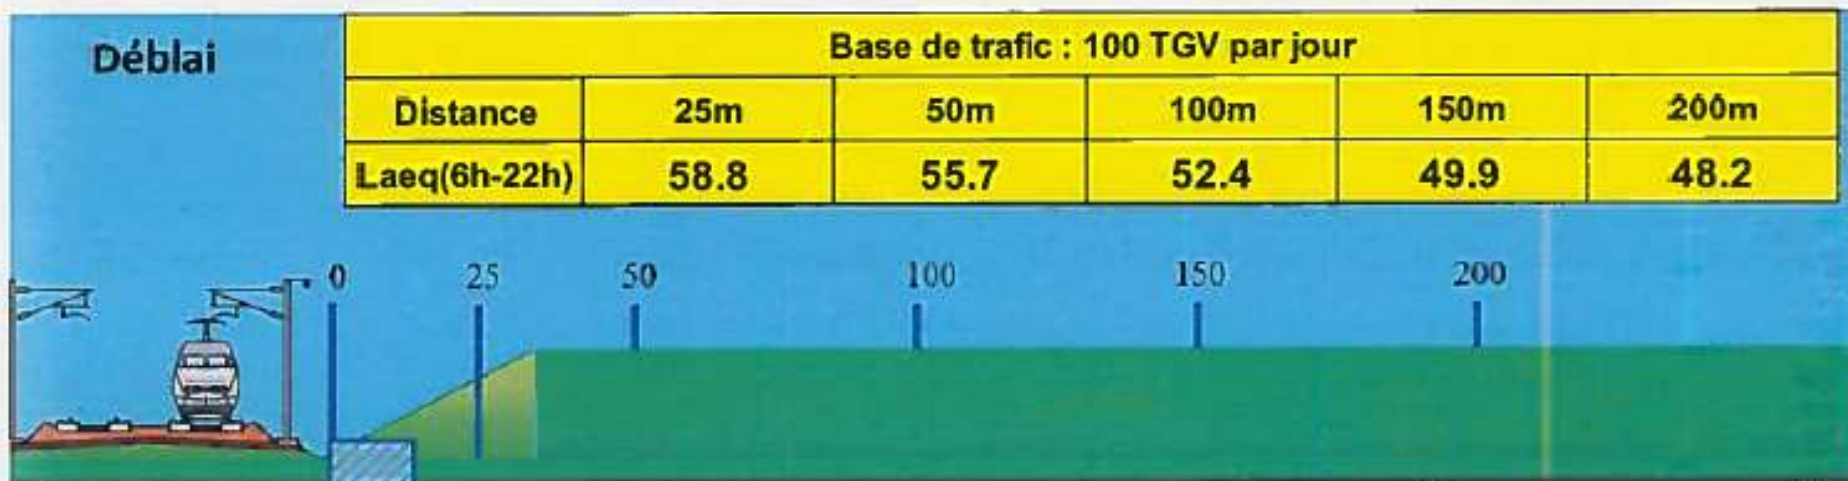 Déblai
Base de trafic : 100 TGV par jour
Distance 25m 50m 100m 150m 200m
Laeq(6h-22h) 58.8 55.7 52.4 49.9 48.2
0 25 50 100 150 200